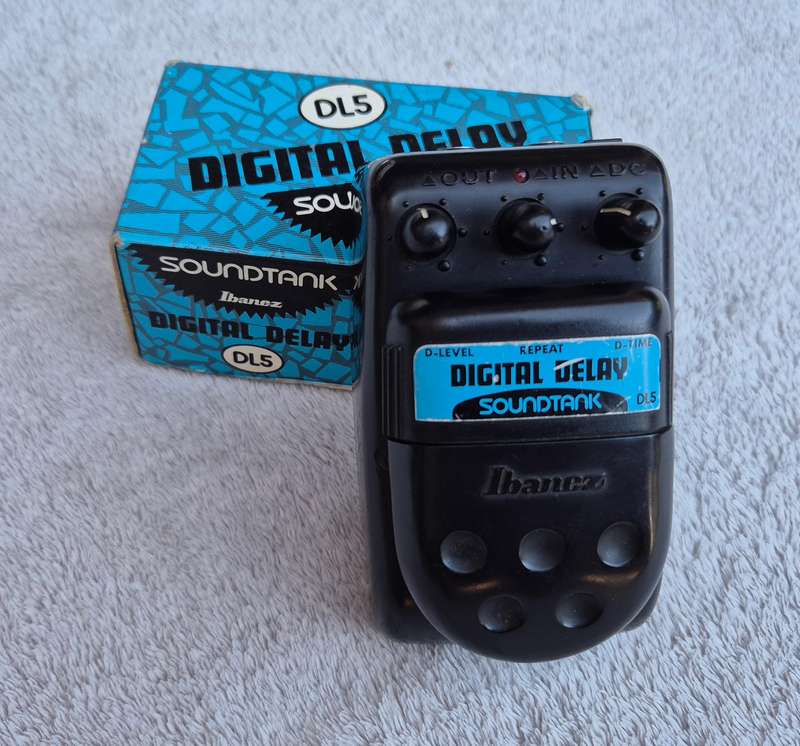 DL5
DIGITAL DELAY
SOUNDTANK
Ibanez
DIGITAL DELAY
DL5
OUT IN DC
D-LEVEL REPEAT D-TIME
DIGITAL DELAY
SOUNDTANK DL5
Ibanez